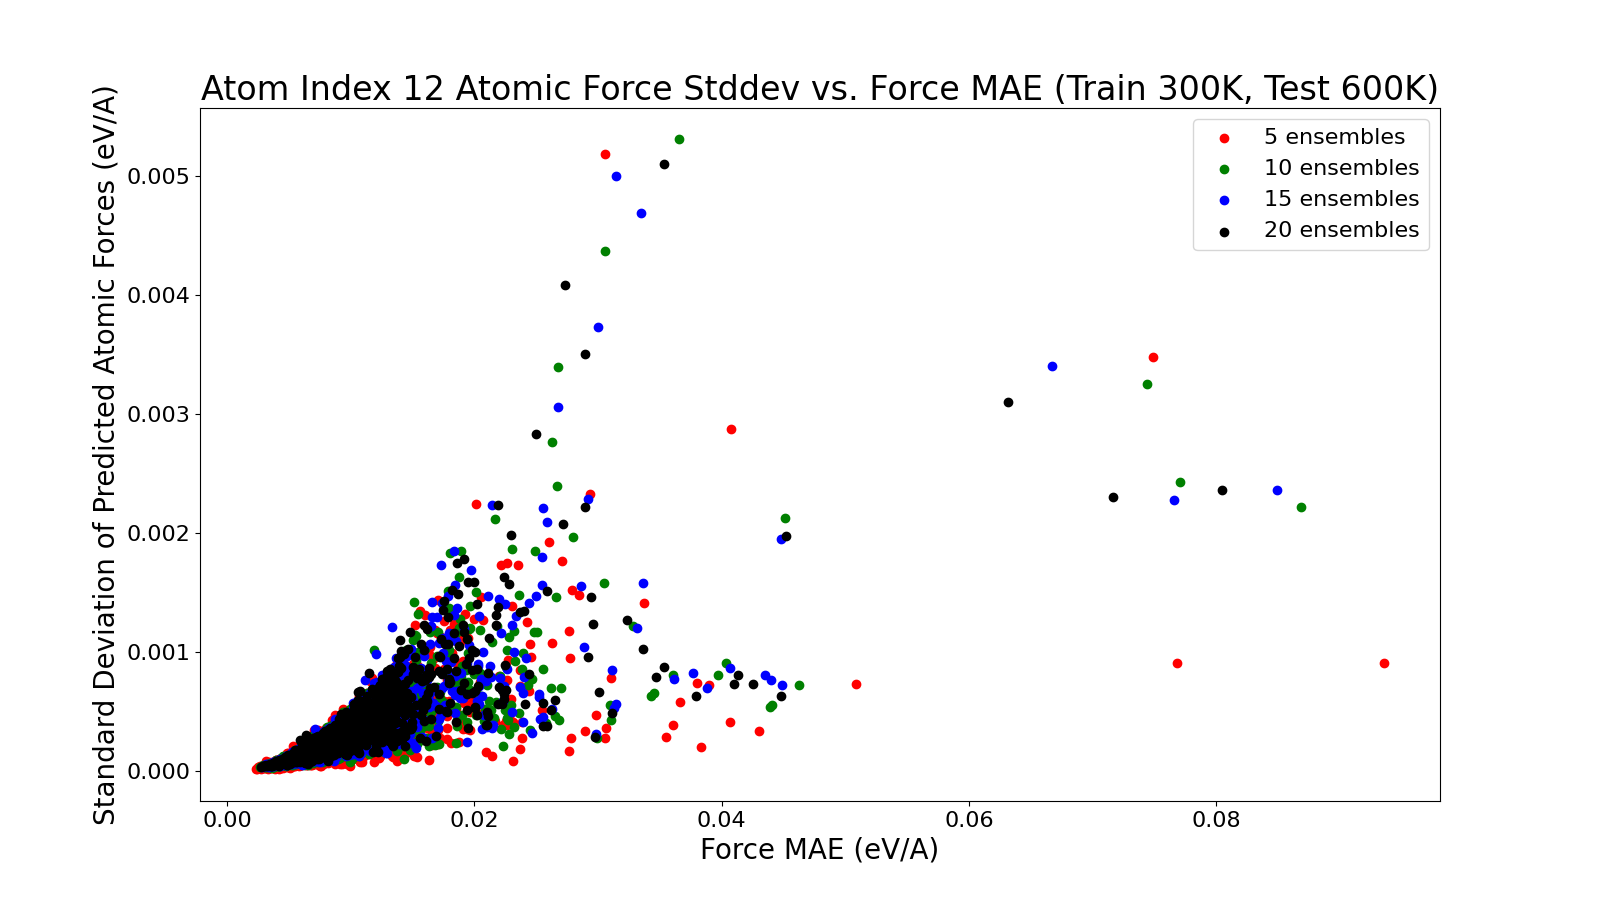 Atom Index 12 Atomic Force Stddev vs. Force MAE (Train 300K, Test 600K)
5 ensembles
10 ensembles
15 ensembles
20 ensembles
Standard Deviation of Predicted Atomic Forces (eV/A)
0.005
0.004
0.003
0.002
0.001
0.000
0.00 0.02 0.04 0.06 0.08
Force MAE (eV/A)